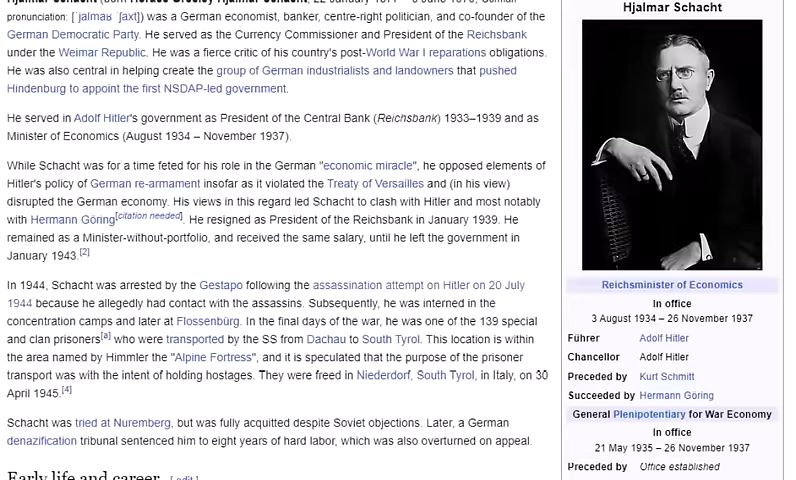 pronunciation: [ˈjalmaʁ ˈʃaxt]) was a German economist, banker, centre-right politician, and co-founder of the
German Democratic Party. He served as the Currency Commissioner and President of the Reichsbank
under the Weimar Republic. He was a fierce critic of his country's post-World War I reparations obligations.
He was also central in helping create the group of German industrialists and landowners that pushed
Hindenburg to appoint the first NSDAP-led government.
He served in Adolf Hitler's government as President of the Central Bank (Reichsbank) 1933–1939 and as
Minister of Economics (August 1934 – November 1937).
While Schacht was for a time feted for his role in the German "economic miracle", he opposed elements of
Hitler's policy of German re-armament insofar as it violated the Treaty of Versailles and (in his view)
disrupted the German economy. His views in this regard led Schacht to clash with Hitler and most notably
with Hermann Göring[citation needed]. He resigned as President of the Reichsbank in January 1939. He
remained as a Minister-without-portfolio, and received the same salary, until he left the government in
January 1943.[2]
In 1944, Schacht was arrested by the Gestapo following the assassination attempt on Hitler on 20 July
1944 because he allegedly had contact with the assassins. Subsequently, he was interned in the
concentration camps and later at Flossenbürg. In the final days of the war, he was one of the 139 special
and clan prisoners[a] who were transported by the SS from Dachau to South Tyrol. This location is within
the area named by Himmler the "Alpine Fortress", and it is speculated that the purpose of the prisoner
transport was with the intent of holding hostages. They were freed in Niederdorf, South Tyrol, in Italy, on 30
April 1945.[4]
Schacht was tried at Nuremberg, but was fully acquitted despite Soviet objections. Later, a German
denazification tribunal sentenced him to eight years of hard labor, which was also overturned on appeal.
Early life and career [ edit ]
Hjalmar Schacht
Reichsminister of Economics
In office
3 August 1934 – 26 November 1937
Führer Adolf Hitler
Chancellor Adolf Hitler
Preceded by Kurt Schmitt
Succeeded by Hermann Göring
General Plenipotentiary for War Economy
In office
21 May 1935 – 26 November 1937
Preceded by Office established